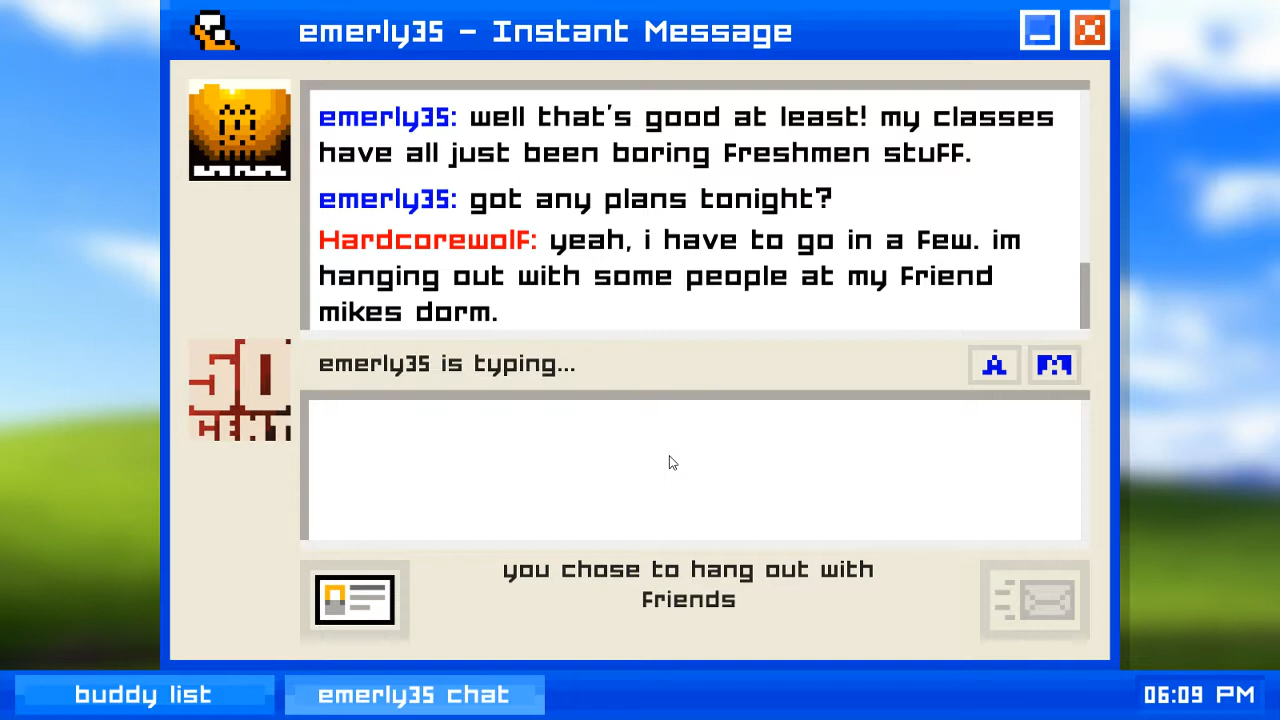 emerly35 - Instant Message
emerly35: well that's good at least! my classes
have all just been boring Freshmen stuFF.
emerly35: got any plans tonight?
HardcorewolF: yeah, i have to go in a Few. im
hanging out with some people at my Friend
mikes dorm.
emerly35 is typing...
A
50
CENT
you chose to hang out with
Friends
buddy list
emerly35 chat
06:09 PM